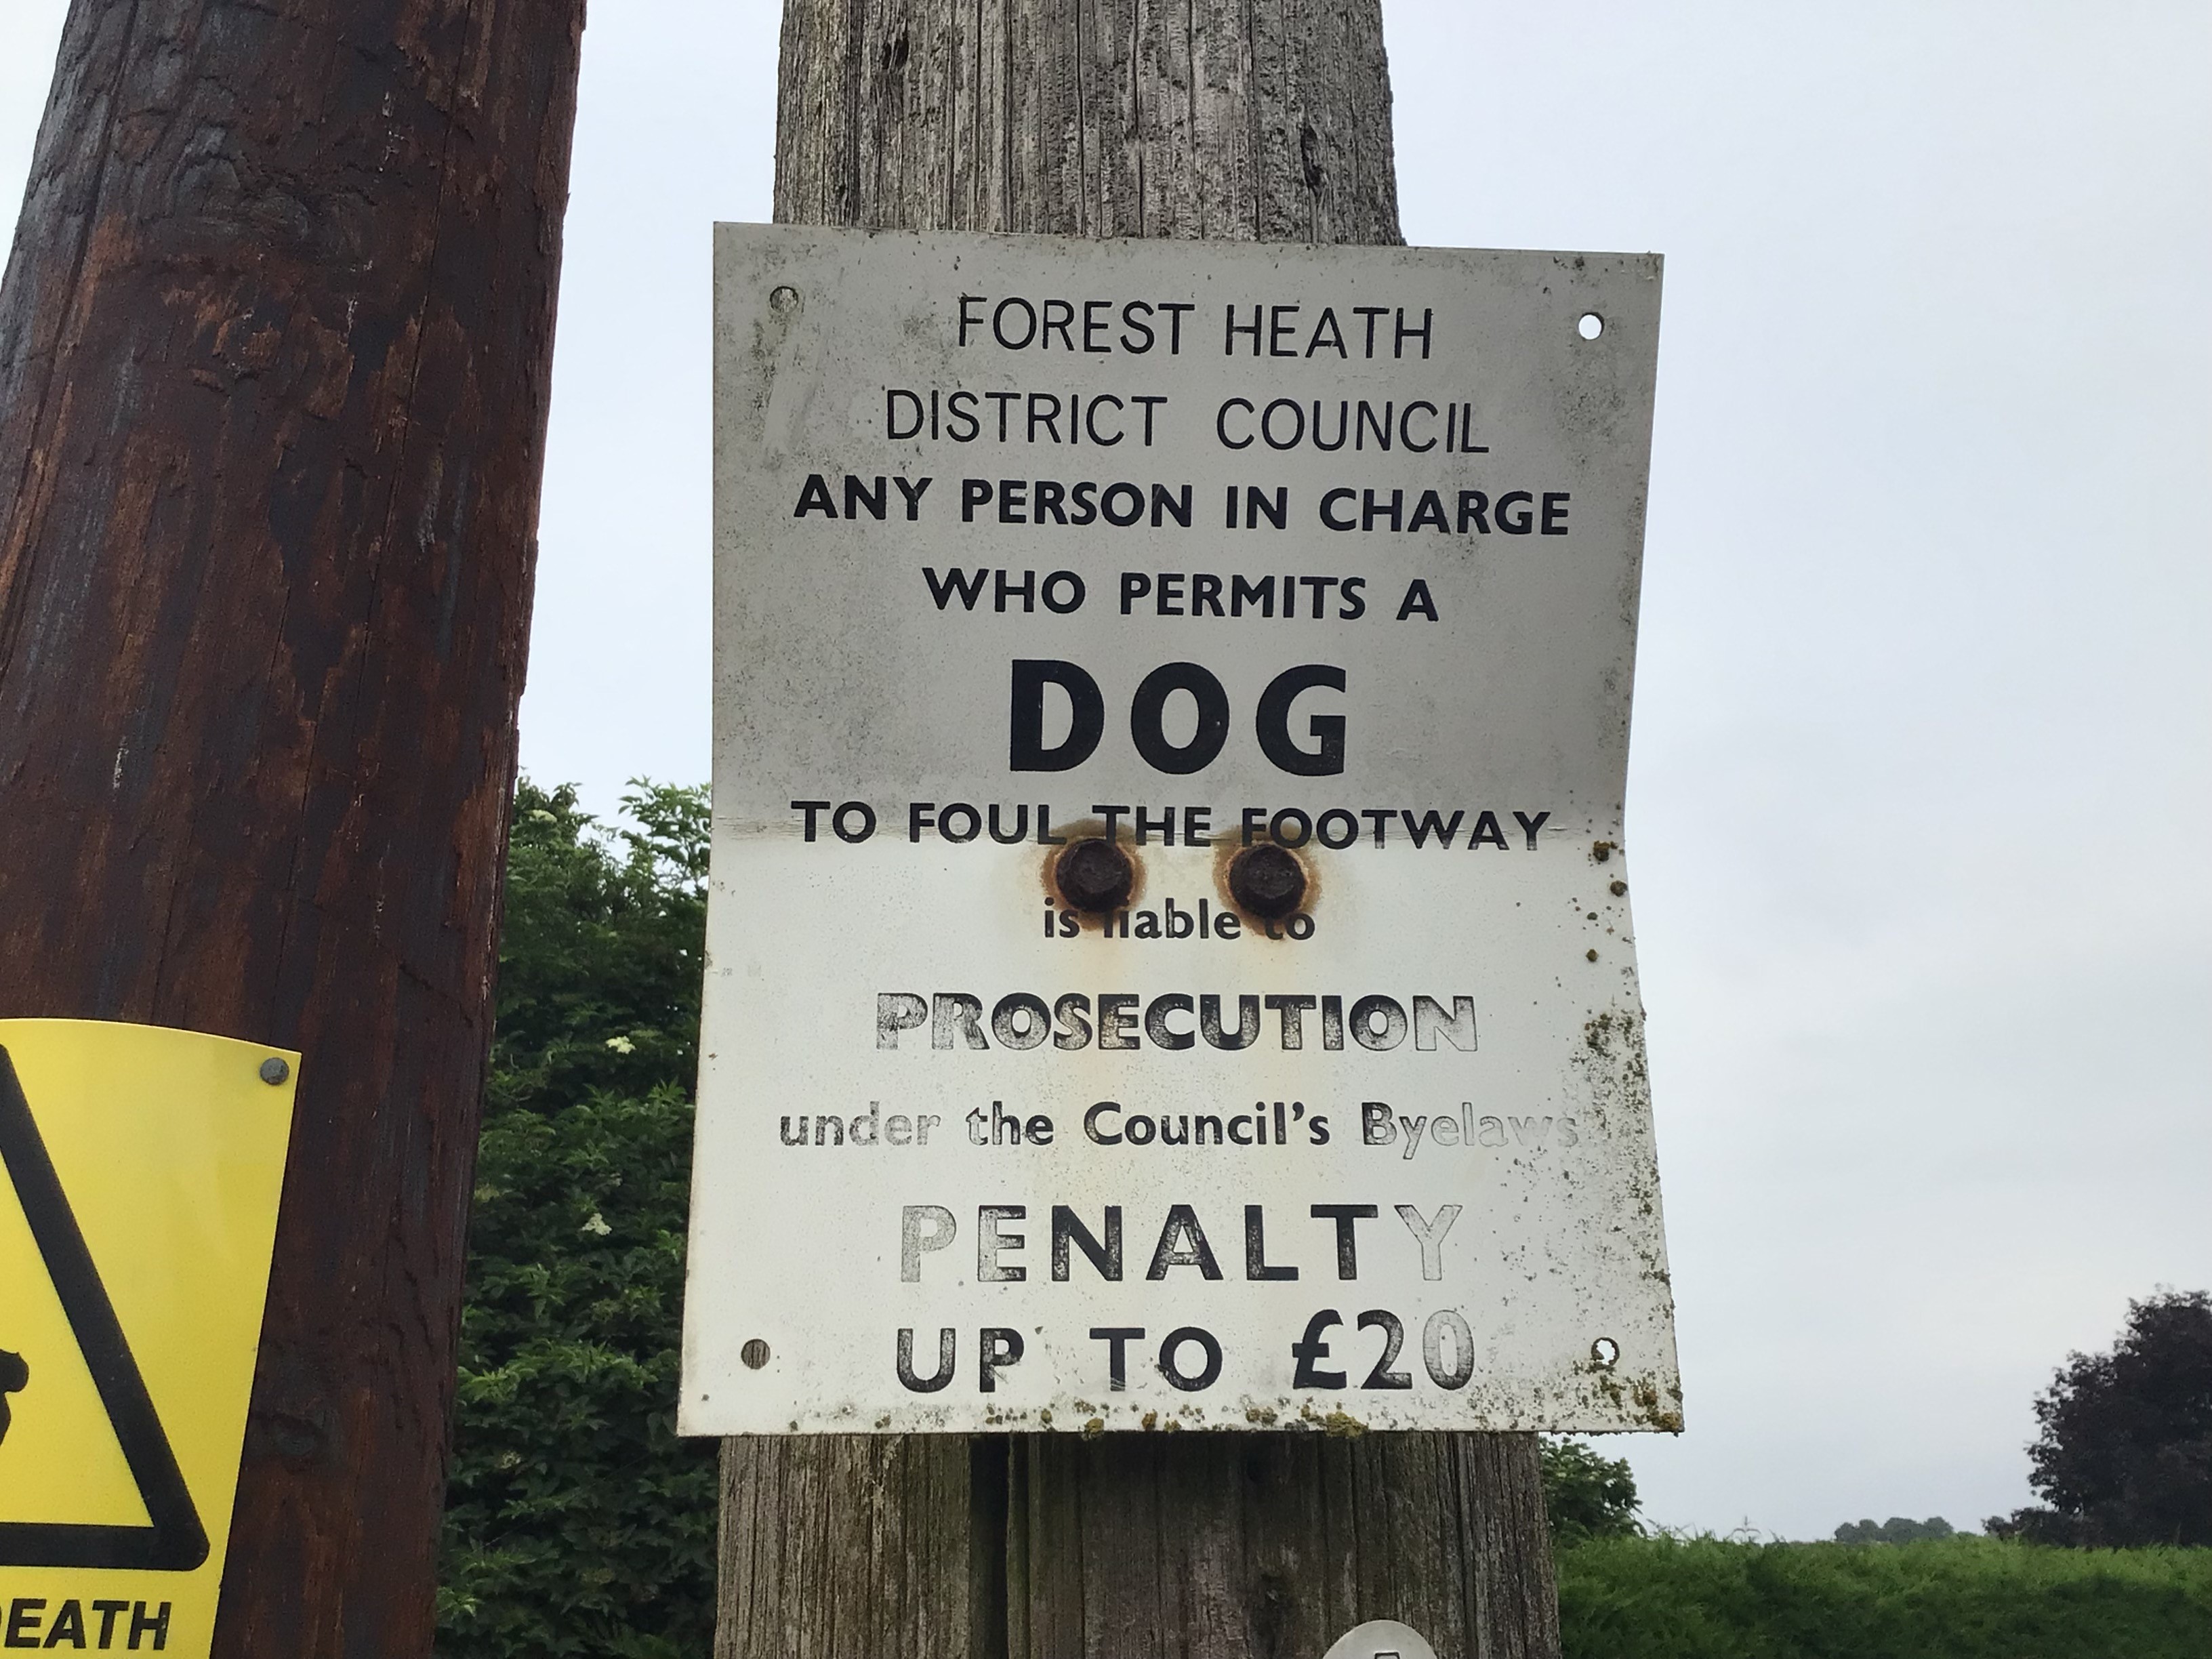 FOREST HEATH
DISTRICT COUNCIL
ANY PERSON IN CHARGE
WHO PERMITS A
DOG
TO FOUL THE FOOTWAY
is liable to
PROSECUTION
under the Council's Byelaws
PENALTY
UP TO £20
DEATH